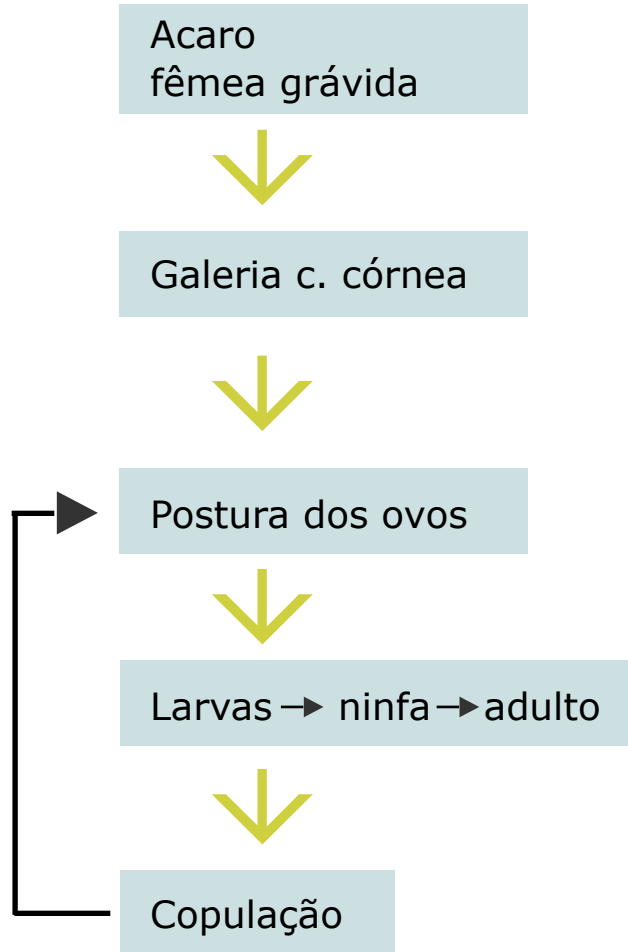 Acaro
fêmea grávida
Galeria c. córnea
Postura dos ovos
Larvas → ninfa → adulto
Copulação